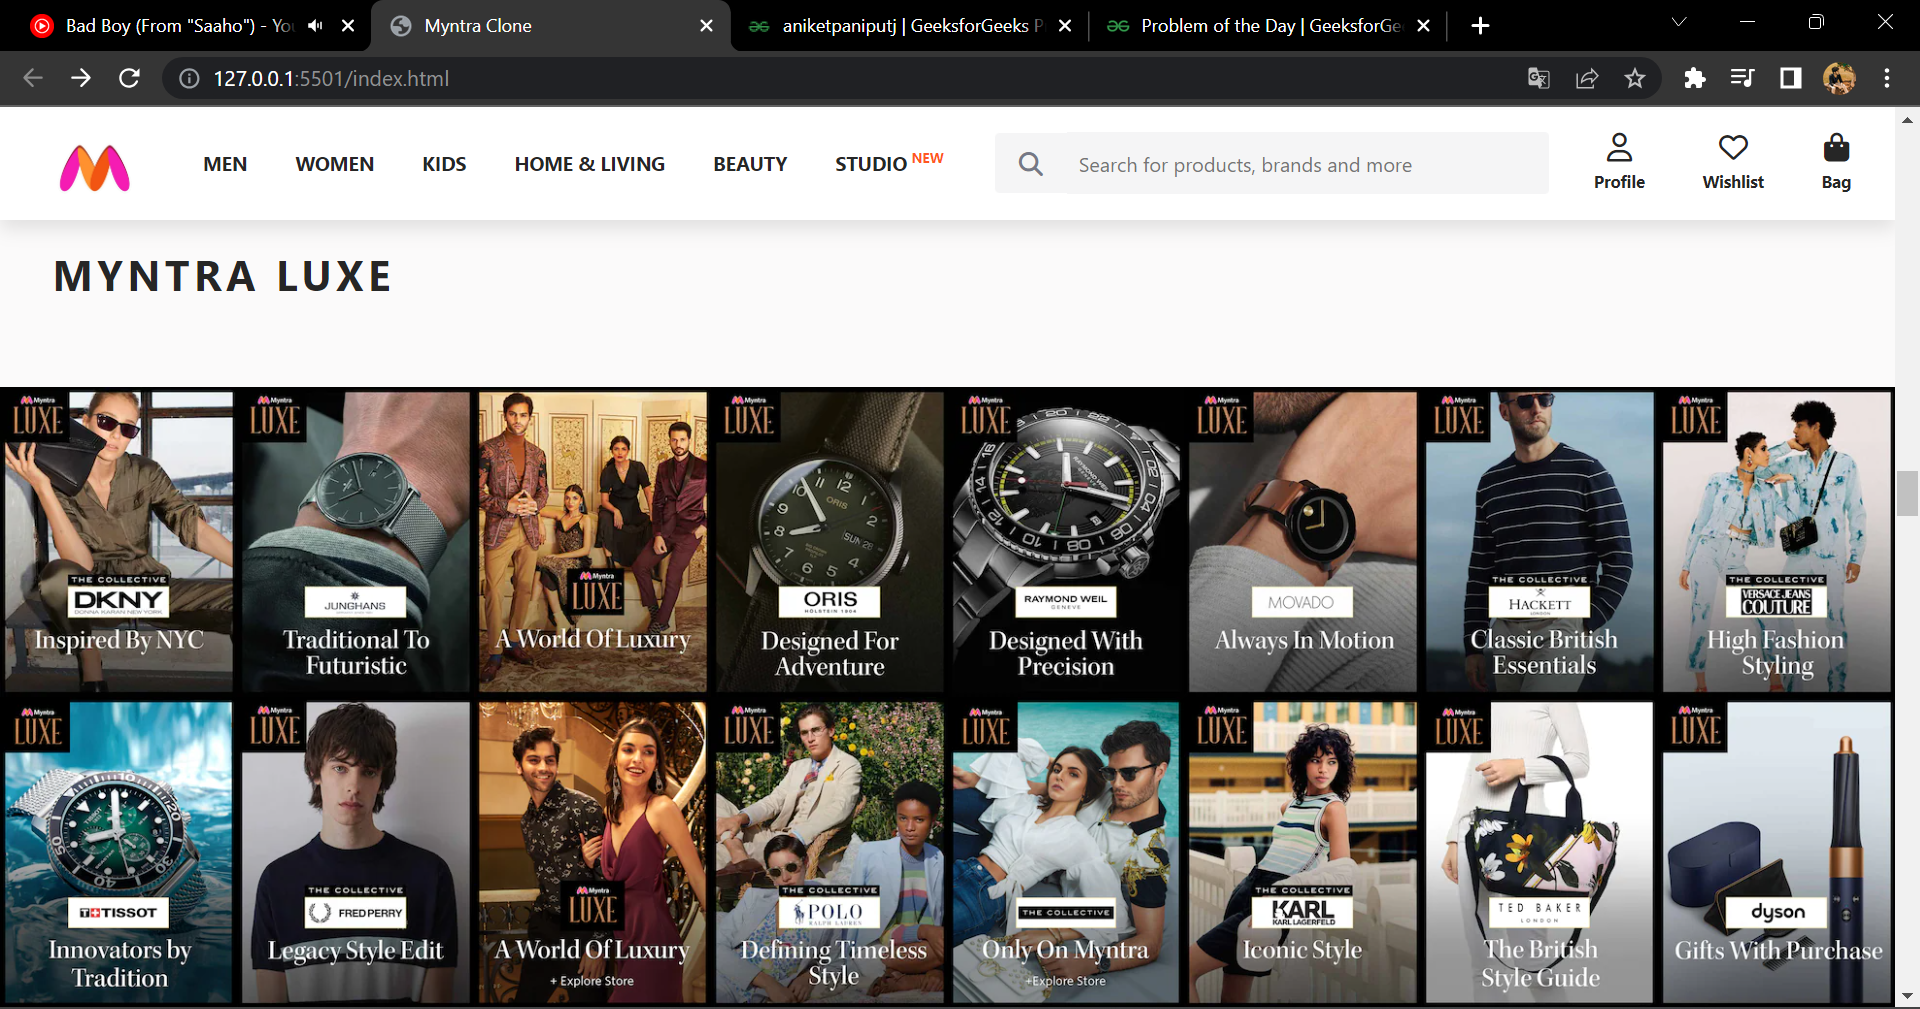 Bad Boy (From "Saaho") - Yo
Myntra Clone
aniketpaniputj | GeeksforGeeks P
Problem of the Day | GeeksforGe
127.0.0.1:5501/index.html
MEN
WOMEN
KIDS
HOME & LIVING
BEAUTY
STUDIO NEW
Search for products, brands and more
Profile
Wishlist
Bag
MYNTRA LUXE
Myntra
LUXE
THE COLLECTIVE
DKNY
DONNA KARAN NEW YORK
Inspired By NYC
Myntra
LUXE
JUNGHANS
Traditional To
Futuristic
Myntra
LUXE
A World Of Luxury
Myntra
LUXE
ORIS
HÖLSTEIN 1904
Designed For
Adventure
Myntra
LUXE
RAYMOND WEIL
GENEVE
Designed With
Precision
Myntra
LUXE
MOVADO
Always In Motion
Myntra
LUXE
THE COLLECTIVE
HACKETT
LONDON
Classic British
Essentials
Myntra
LUXE
THE COLLECTIVE
VERSACE JEANS
COUTURE
High Fashion
Styling
Myntra
LUXE
TISSOT
Innovators by
Tradition
Myntra
LUXE
THE COLLECTIVE
FRED PERRY
Legacy Style Edit
Myntra
LUXE
A World Of Luxury
+ Explore Store
Myntra
LUXE
THE COLLECTIVE
POLO
RALPH LAUREN
Defining Timeless
Style
Myntra
LUXE
THE COLLECTIVE
Only On Myntra
+Explore Store
Myntra
LUXE
THE COLLECTIVE
KARL
KARL LAGERFELD
Iconic Style
Myntra
LUXE
TED BAKER
LONDON
The British
Style Guide
Myntra
LUXE
dyson
Gifts With Purchase